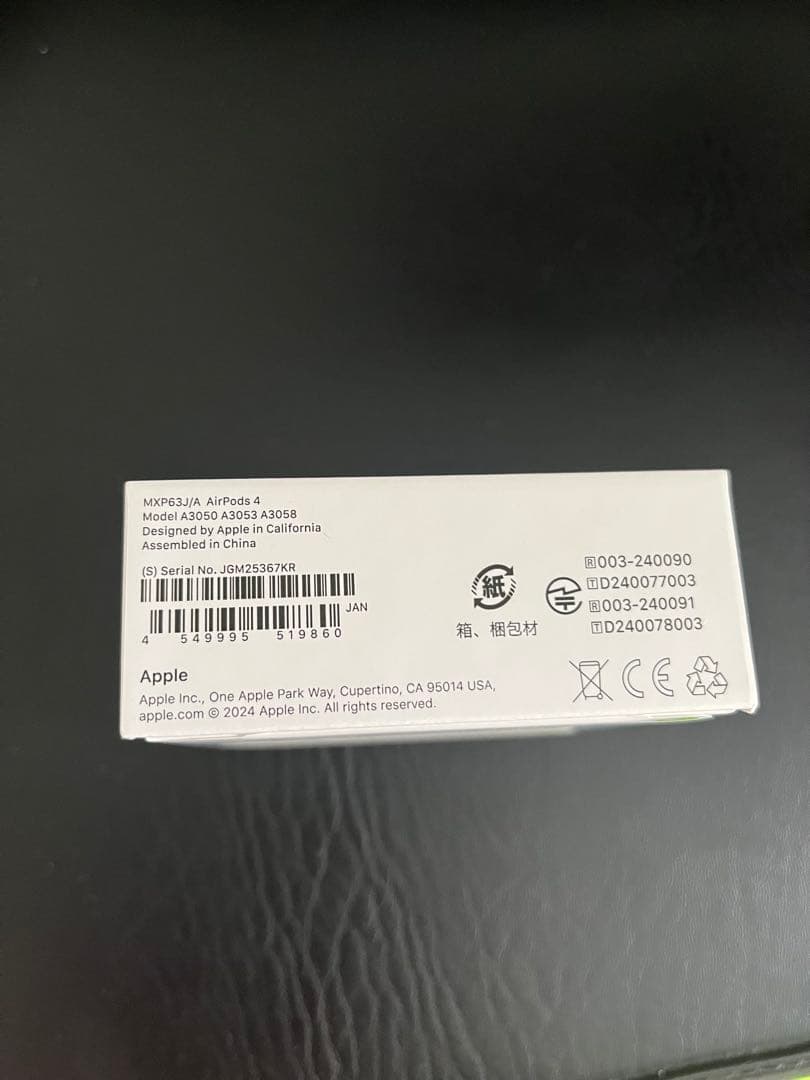 MXP63J/A AirPods 4
Model A3050 A3053 A3058
Designed by Apple in California
Assembled in China
(S) Serial No. JGM25367KR
JAN
4 549995 519860
Apple
Apple Inc., One Apple Park Way, Cupertino, CA 95014 USA,
apple.com © 2024 Apple Inc. All rights reserved.
紙
箱、梱包材
🅁003-240090
🅃D240077003
🅁003-240091
🅃D240078003
CE